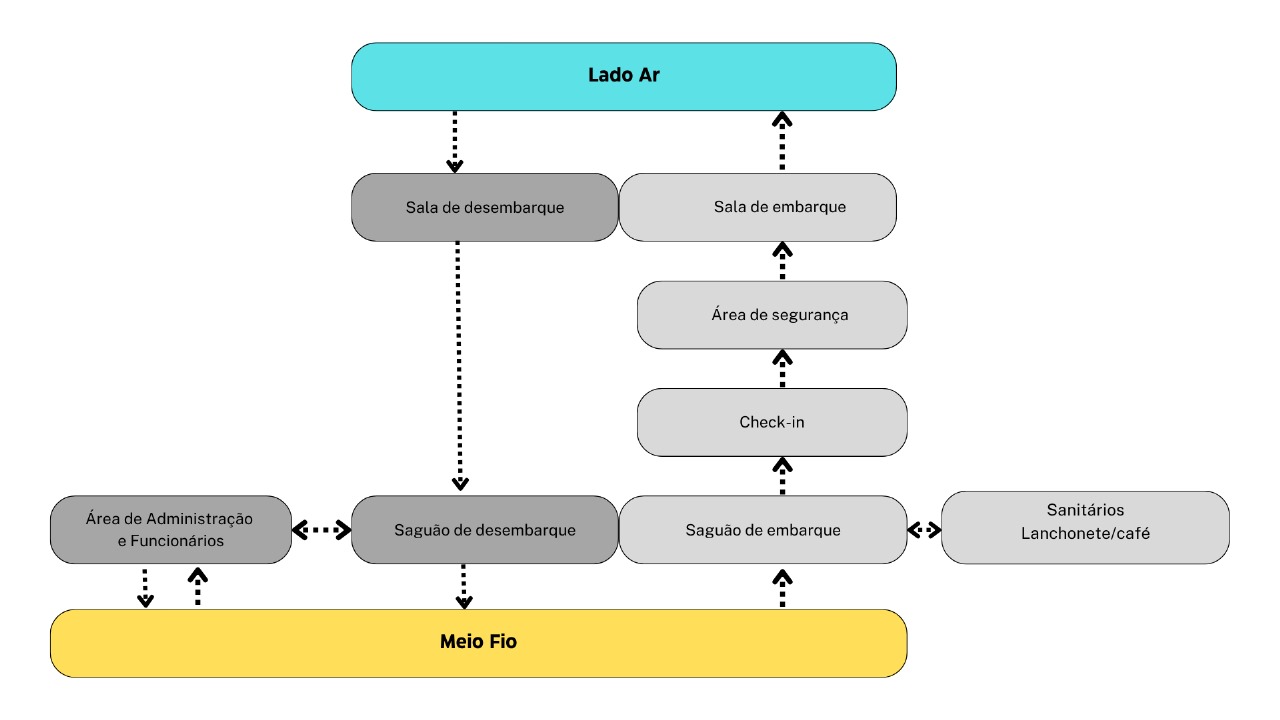 Lado Ar
Sala de desembarque
Sala de embarque
Área de segurança
Check-in
Área de Administração
e Funcionários
Saguão de desembarque
Saguão de embarque
Sanitários
Lanchonete/café
Meio Fio